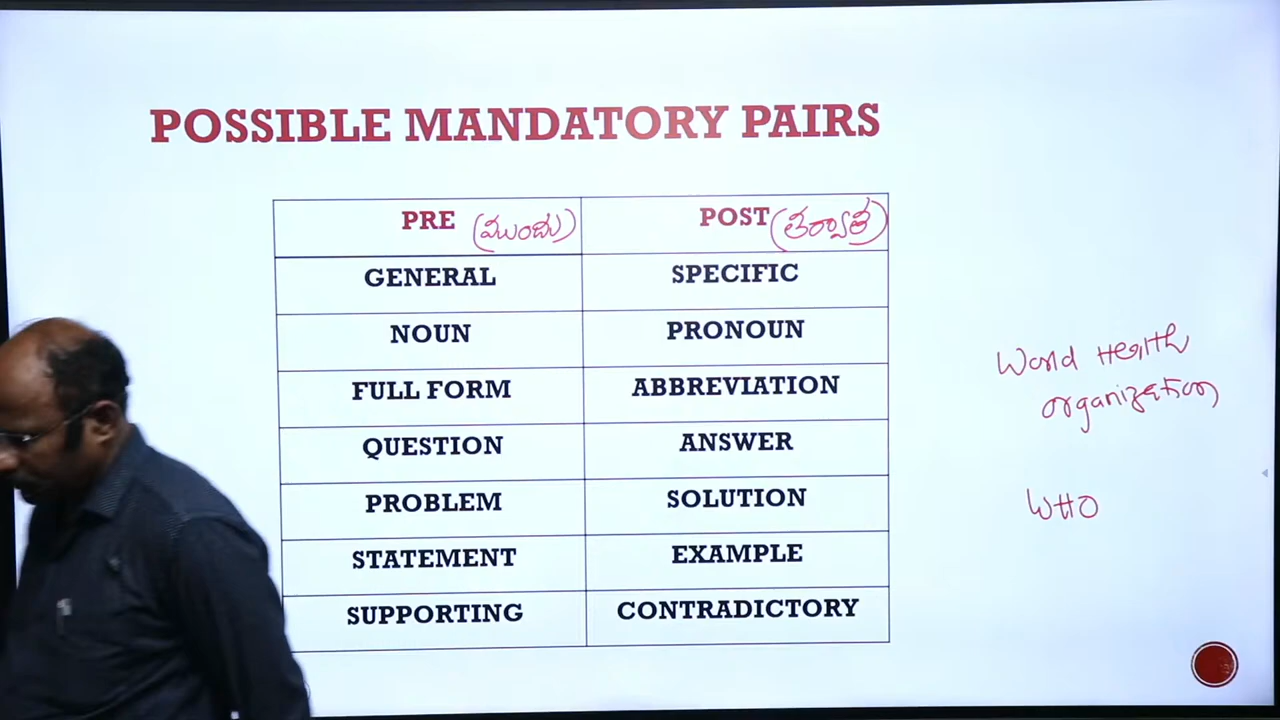 POSSIBLE MANDATORY PAIRS
PRE (ముందు) POST (తర్వాత)
GENERAL SPECIFIC
NOUN PRONOUN
FULL FORM ABBREVIATION
QUESTION ANSWER
PROBLEM SOLUTION
STATEMENT EXAMPLE
SUPPORTING CONTRADICTORY
World Health
organization
WHO